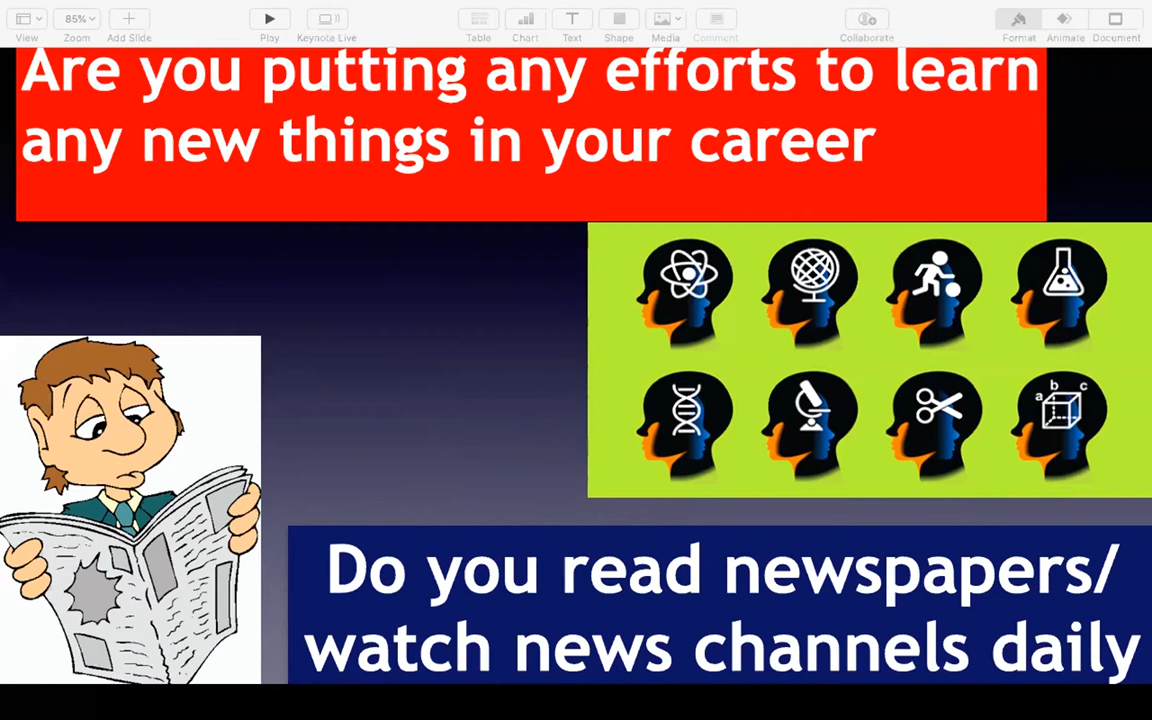 View
85%
Zoom
Add Slide
Play
Keynote Live
Table
Chart
Text
Shape
Media
Comment
Collaborate
Format
Animate
Document
Are you putting any efforts to learn
any new things in your career
a b c
Do you read newspapers/
watch news channels daily